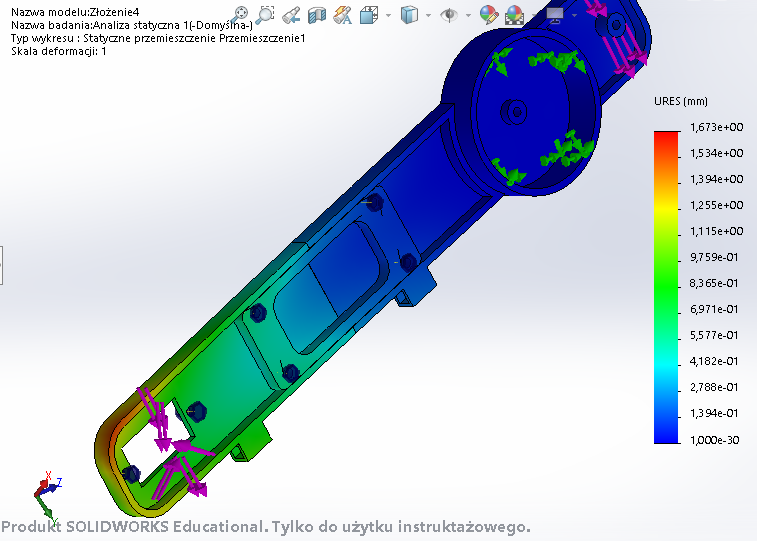 Nazwa modelu:Złożenie4
Nazwa badania:Analiza statyczna 1(-Domyślna-)
Typ wykresu : Statyczne przemieszczenie Przemieszczenie1
Skala deformacji: 1
URES (mm)
1,673e+00
1,534e+00
1,394e+00
1,255e+00
1,115e+00
9,759e-01
8,365e-01
6,971e-01
5,577e-01
4,182e-01
2,788e-01
1,394e-01
1,000e-30
X
Z
Y
Produkt SOLIDWORKS Educational. Tylko do użytku instruktażowego.